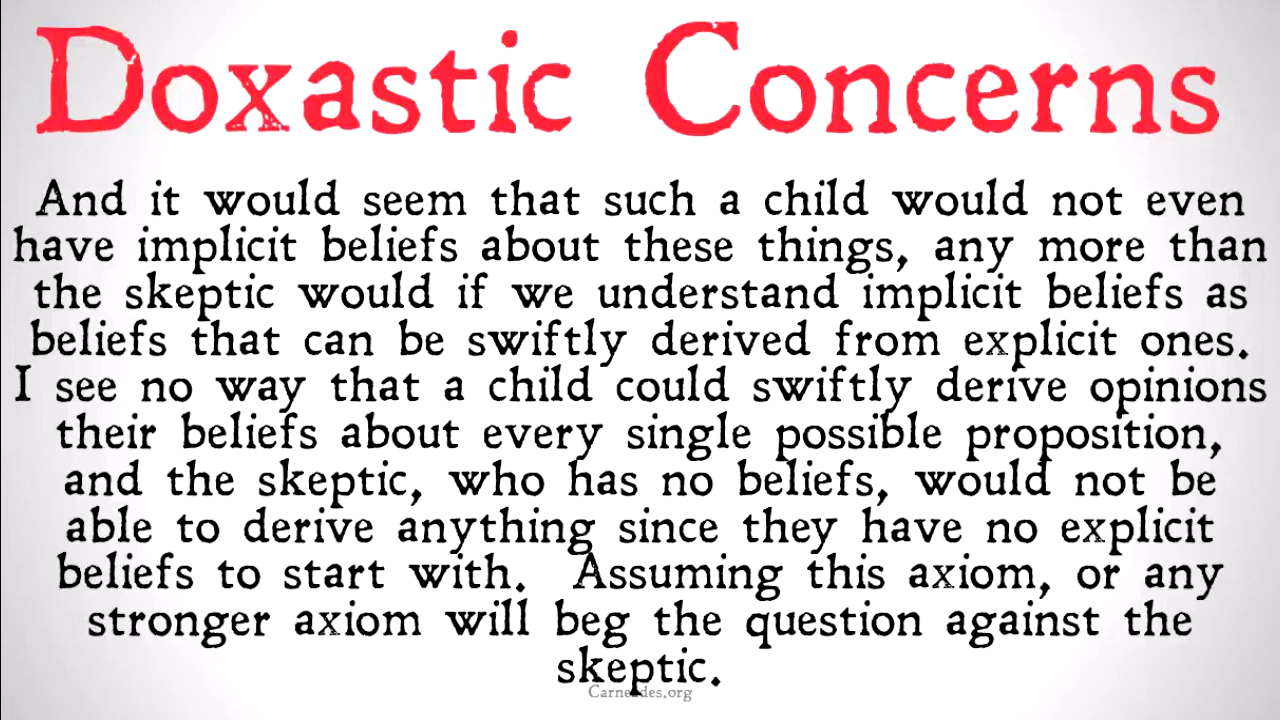 Doxastic Concerns
And it would seem that such a child would not even
have implicit beliefs about these things, any more than
the skeptic would if we understand implicit beliefs as
beliefs that can be swiftly derived from explicit ones.
I see no way that a child could swiftly derive opinions
their beliefs about every single possible proposition,
and the skeptic, who has no beliefs, would not be
able to derive anything since they have no explicit
beliefs to start with. Assuming this axiom, or any
stronger axiom will beg the question against the
skeptic.
Carneades.org